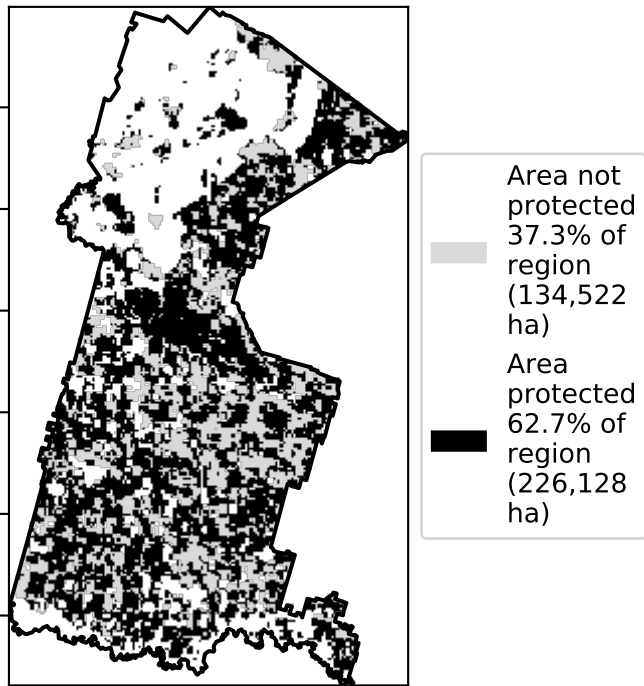 Area not
protected
37.3% of
region
(134,522
ha)
Area
protected
62.7% of
region
(226,128
ha)